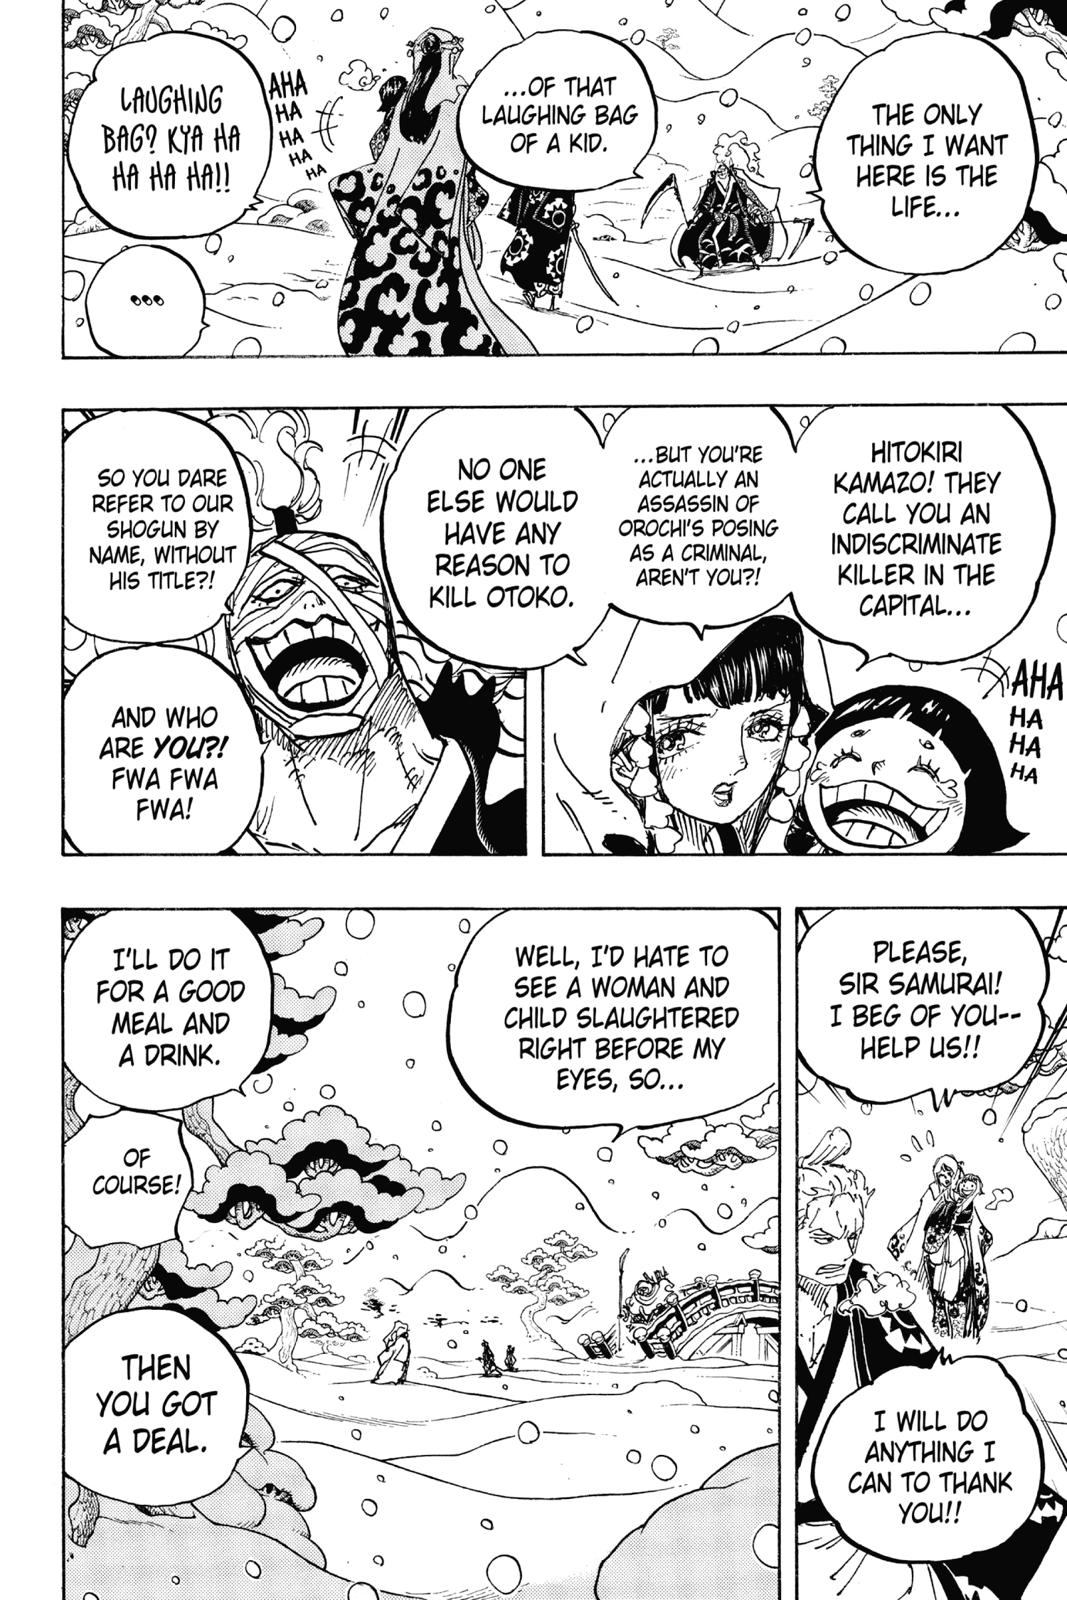 THE ONLY
THING I WANT
HERE IS THE
LIFE...
...OF THAT
LAUGHING BAG
OF A KID.
AHA
HA
HA
HA
HA
LAUGHING
BAG? KYA HA
HA HA HA!!
...
HITOKIRI
KAMAZO! THEY
CALL YOU AN
INDISCRIMINATE
KILLER IN THE
CAPITAL...
...BUT YOU'RE
ACTUALLY AN
ASSASSIN OF
OROCHI'S POSING
AS A CRIMINAL,
AREN'T YOU?!
AHA
HA
HA
HA
NO ONE
ELSE WOULD
HAVE ANY
REASON TO
KILL OTOKO.
SO YOU DARE
REFER TO OUR
SHOGUN BY
NAME, WITHOUT
HIS TITLE?!
AND WHO
ARE YOU?!
FWA FWA
FWA!
PLEASE,
SIR SAMURAI!
I BEG OF YOU--
HELP US!!
I WILL DO
ANYTHING I
CAN TO THANK
YOU!!
WELL, I'D HATE TO
SEE A WOMAN AND
CHILD SLAUGHTERED
RIGHT BEFORE MY
EYES, SO...
I'LL DO IT
FOR A GOOD
MEAL AND
A DRINK.
OF
COURSE!
THEN
YOU GOT
A DEAL.